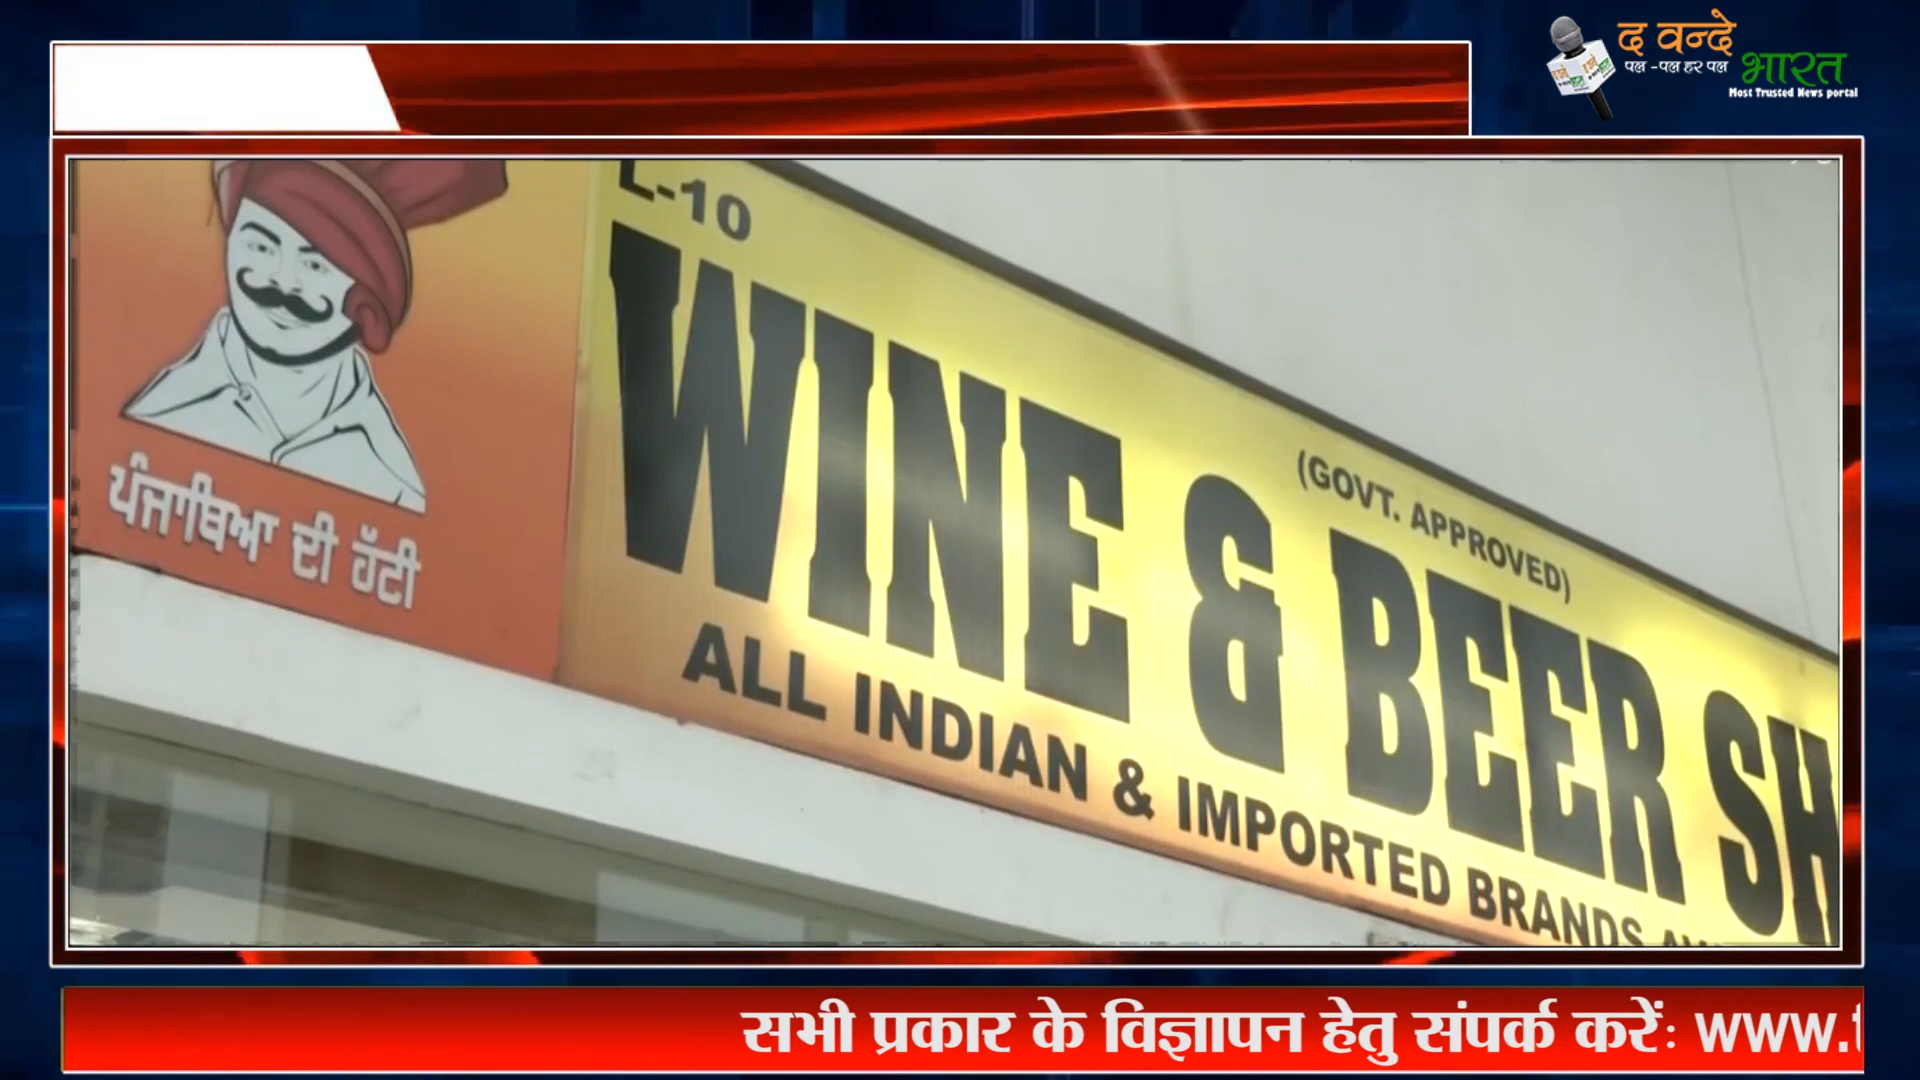 द वन्दे
पल -पल हर पल भारत
Most Trusted News portal
L-10
(GOVT. APPROVED)
WINE & BEER SH
ALL INDIAN & IMPORTED BRANDS
ਪੰਜਾਬਿਆ ਦੀ ਹੱਟੀ
सभी प्रकार के विज्ञापन हेतु संपर्क करें: www.